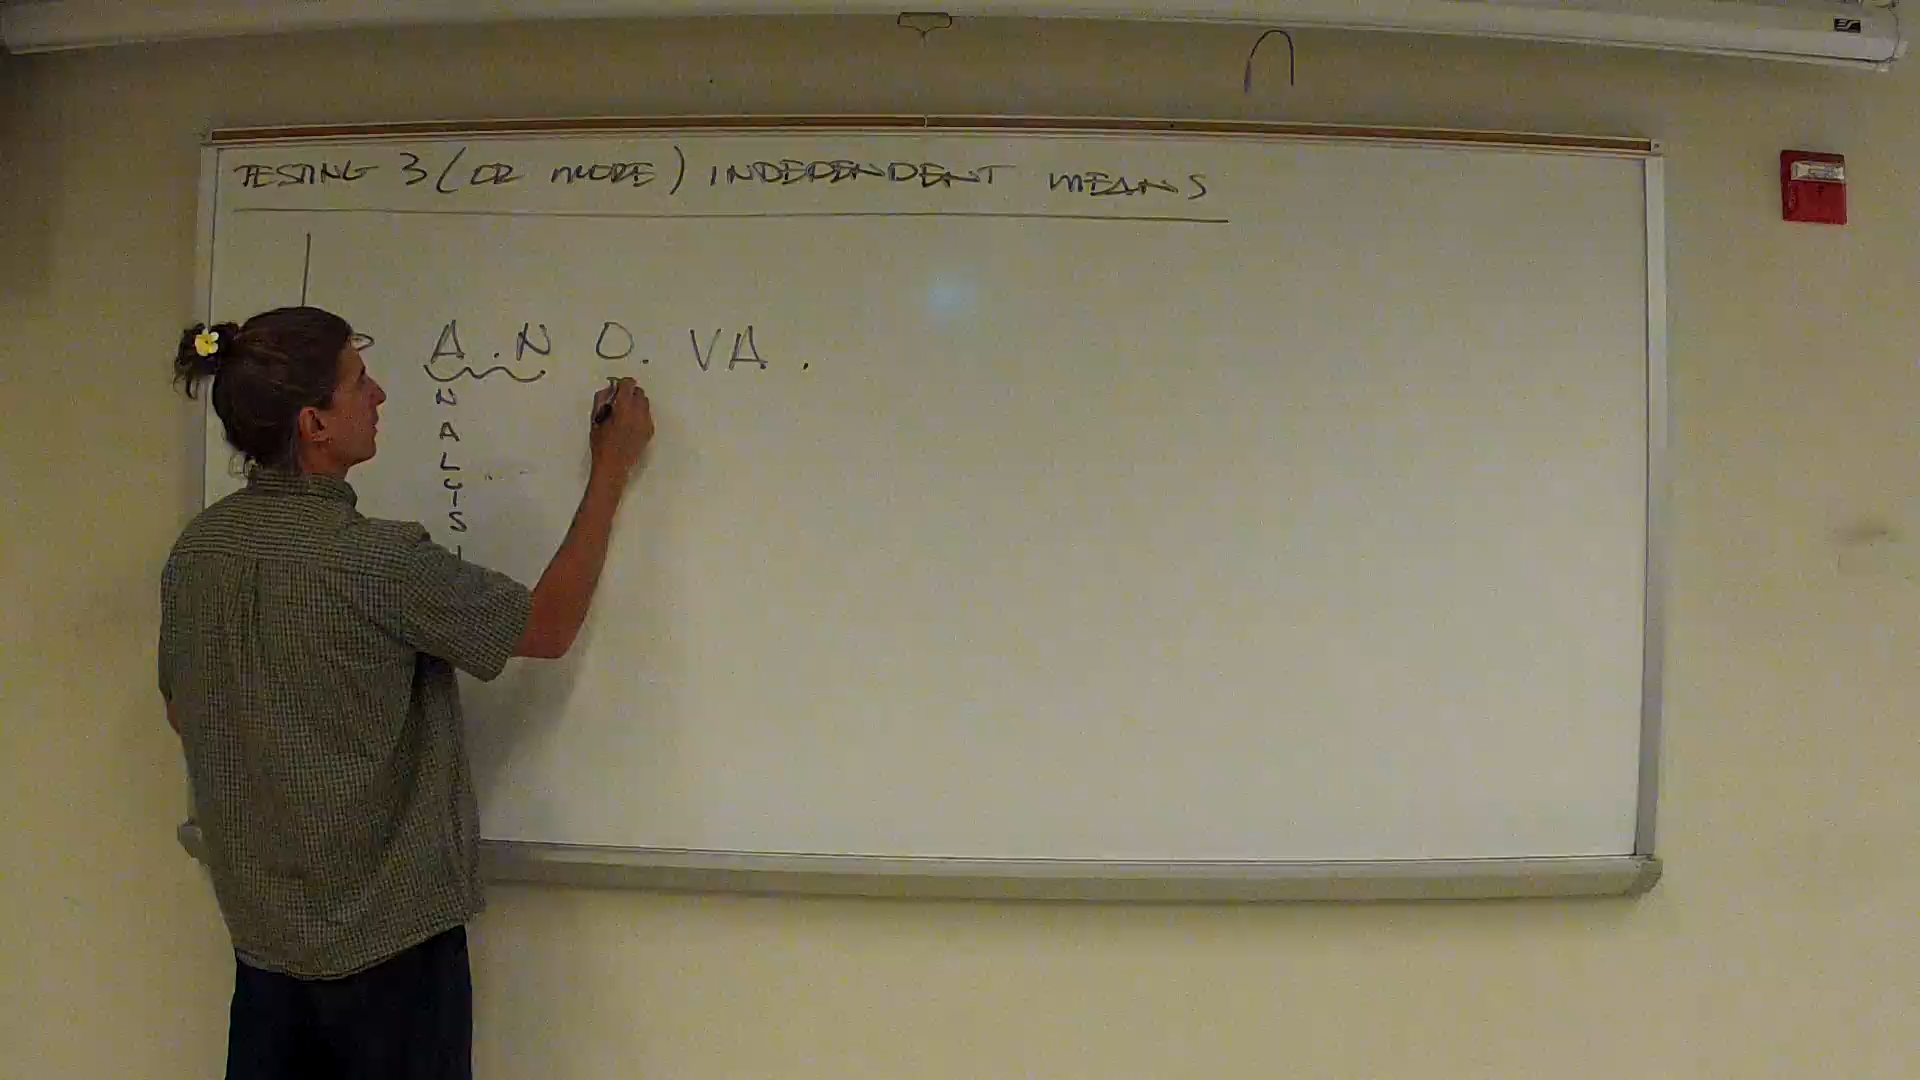 TESTING 3 (OR MORE) INDEPENDENT MEANS
A.N O. VA.
N
A
L
Y
S
I